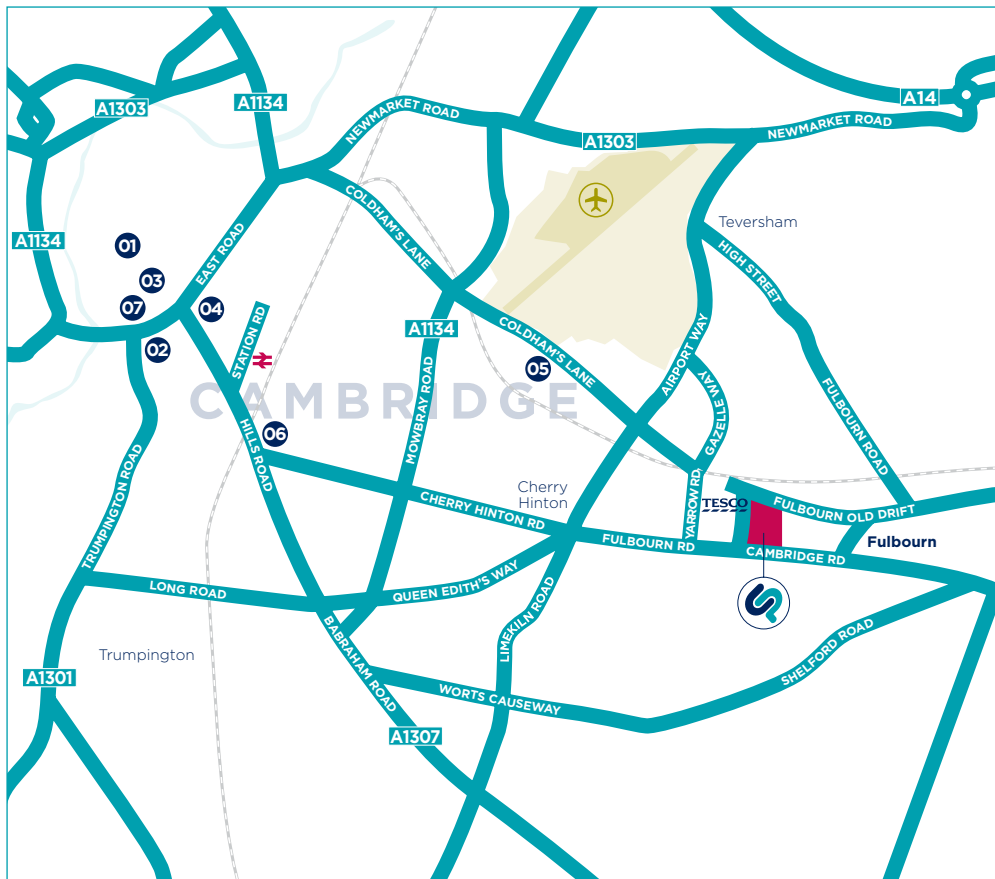 A14
A1303
A1134
NEWMARKET ROAD
A1303
NEWMARKET ROAD
COLDHAM'S LANE
Teversham
A1134
01
EAST ROAD
HIGH STREET
03
07
04
STATION RD
A1134
COLDHAM'S LANE
AIRPORT WAY
02
05
GAZELLE WAY
CAMBRIDGE
MOWBRAY ROAD
FULBOURN ROAD
HILLS ROAD
06
TRUMPINGTON ROAD
Cherry
Hinton
CHERRY HINTON RD
YARROW RD
TESCO
FULBOURN OLD DRIFT
FULBOURN RD
CAMBRIDGE RD
Fulbourn
LONG ROAD
QUEEN EDITH'S WAY
LIMEKILN ROAD
BABRAHAM ROAD
SHELFORD ROAD
Trumpington
A1301
WORTS CAUSEWAY
A1307